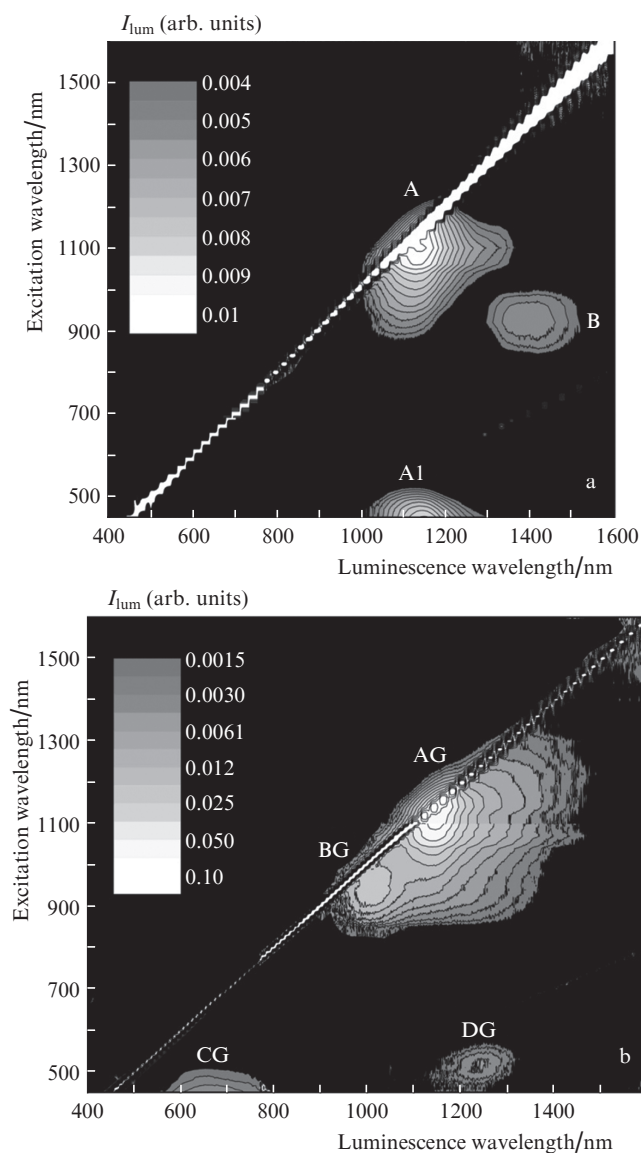 I_lum (arb. units)
1500
1300
1100
900
700
500
Excitation wavelength/nm
0.004
0.005
0.006
0.007
0.008
0.009
0.01
A
B
A1
a
400 600 800 1000 1200 1400 1600
Luminescence wavelength/nm
I_lum (arb. units)
1500
1300
1100
900
700
500
Excitation wavelength/nm
0.0015
0.0030
0.0061
0.012
0.025
0.050
0.10
AG
BG
CG
DG
b
400 600 800 1000 1200 1400
Luminescence wavelength/nm